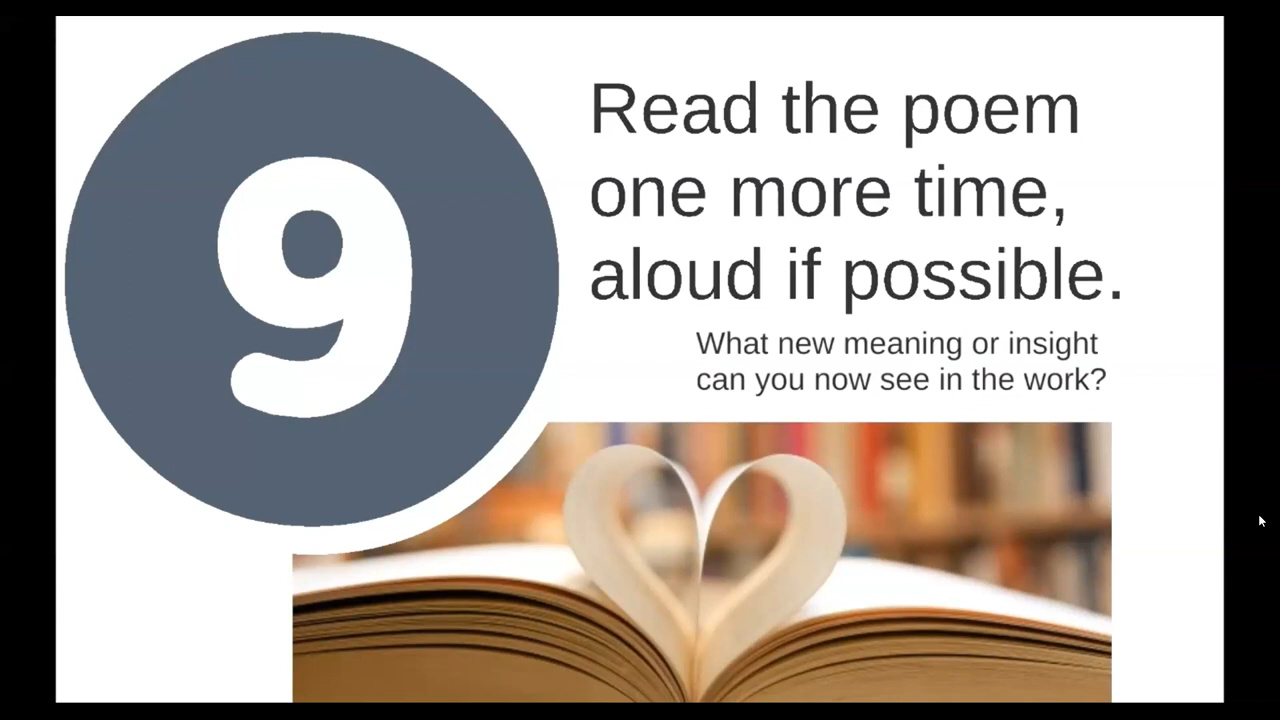 9
Read the poem
one more time,
aloud if possible.
What new meaning or insight
can you now see in the work?